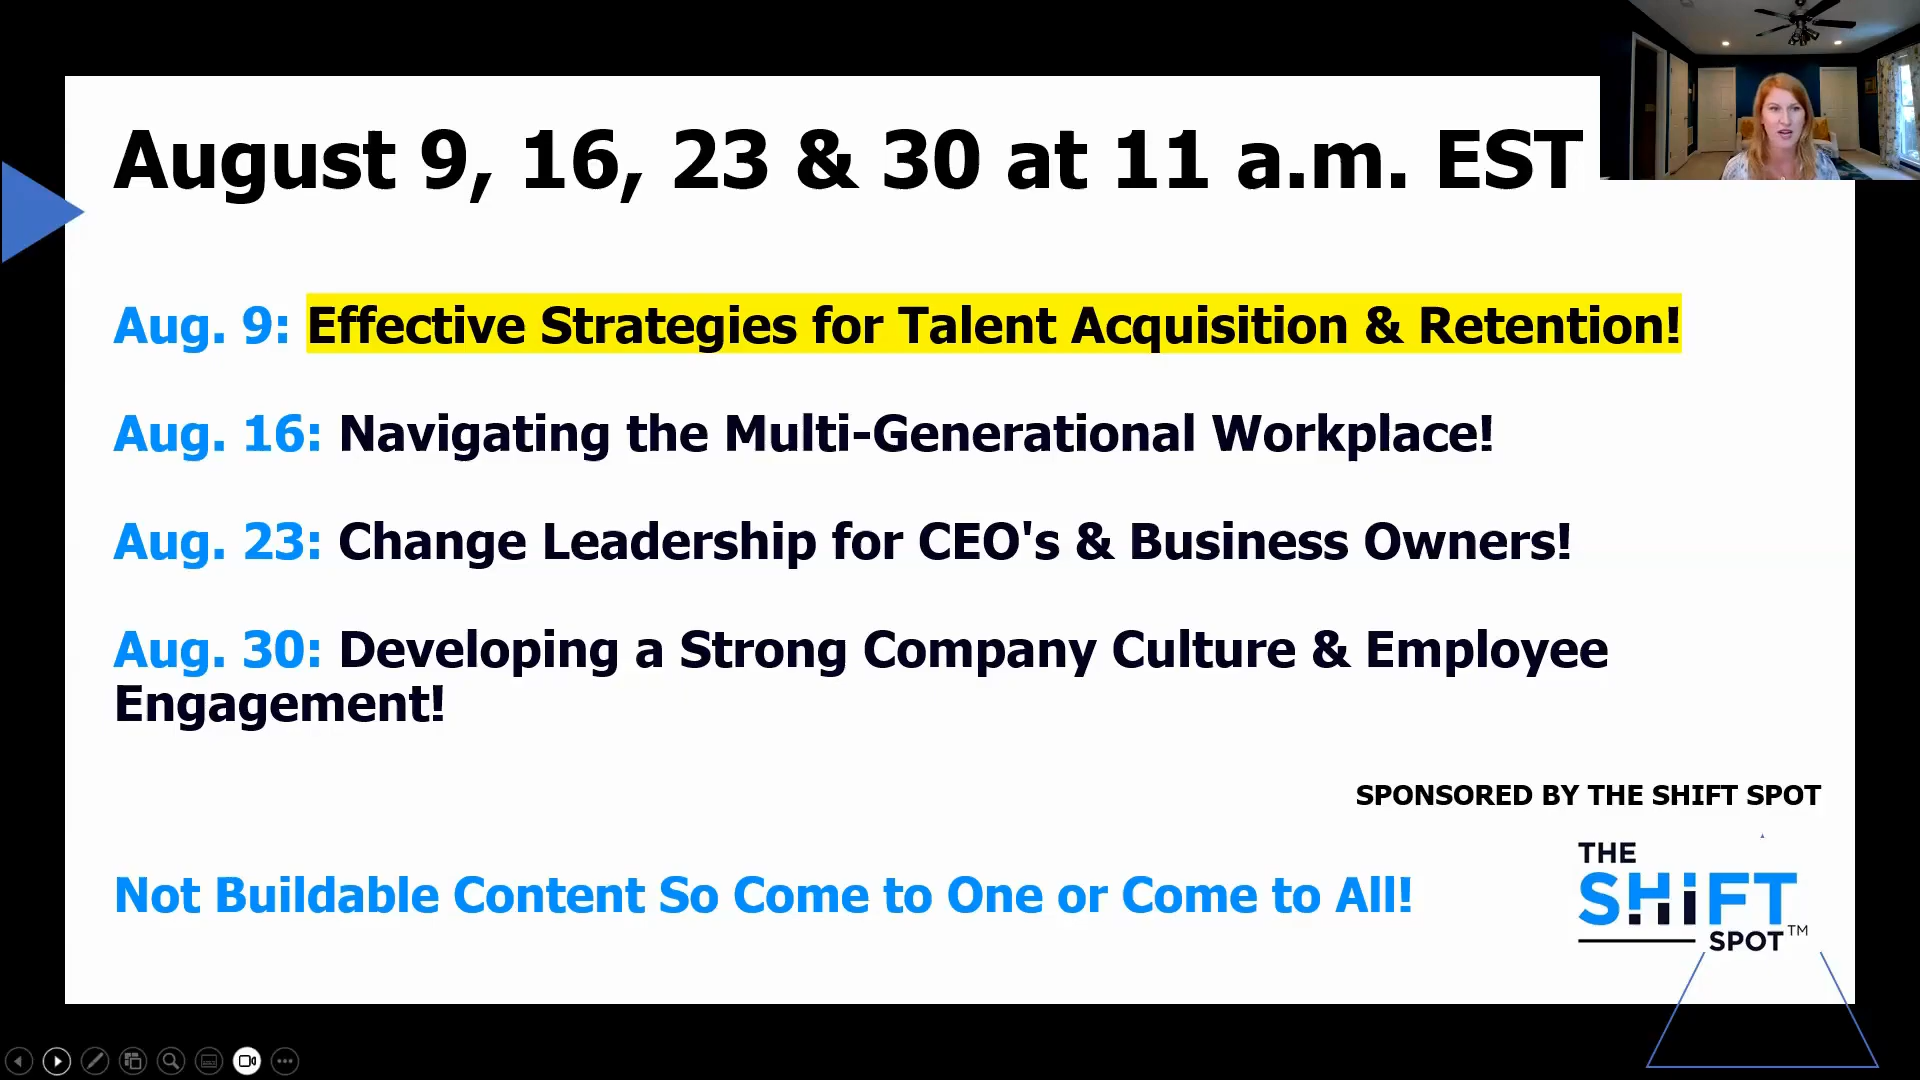 August 9, 16, 23 & 30 at 11 a.m. EST
Aug. 9: Effective Strategies for Talent Acquisition & Retention!
Aug. 16: Navigating the Multi-Generational Workplace!
Aug. 23: Change Leadership for CEO's & Business Owners!
Aug. 30: Developing a Strong Company Culture & Employee
Engagement!
SPONSORED BY THE SHIFT SPOT
THE
SHiFT
SPOT™
Not Buildable Content So Come to One or Come to All!